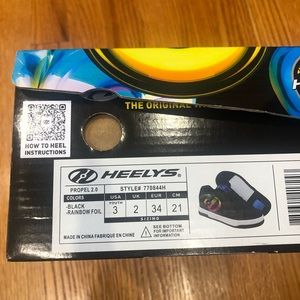 THE ORIGINAL
HOW TO HEEL
INSTRUCTIONS
HEELYS
PROPEL 2.0 STYLE# 770844H
COLORS USA UK EUR CM
-BLACK YOUTH 3 2 34 21
-RAINBOW FOIL
SIZING
SEE BOTTOM
FOR IMPORTANT
INFORMATION
MADE IN CHINA FABRIQUE EN CHINE